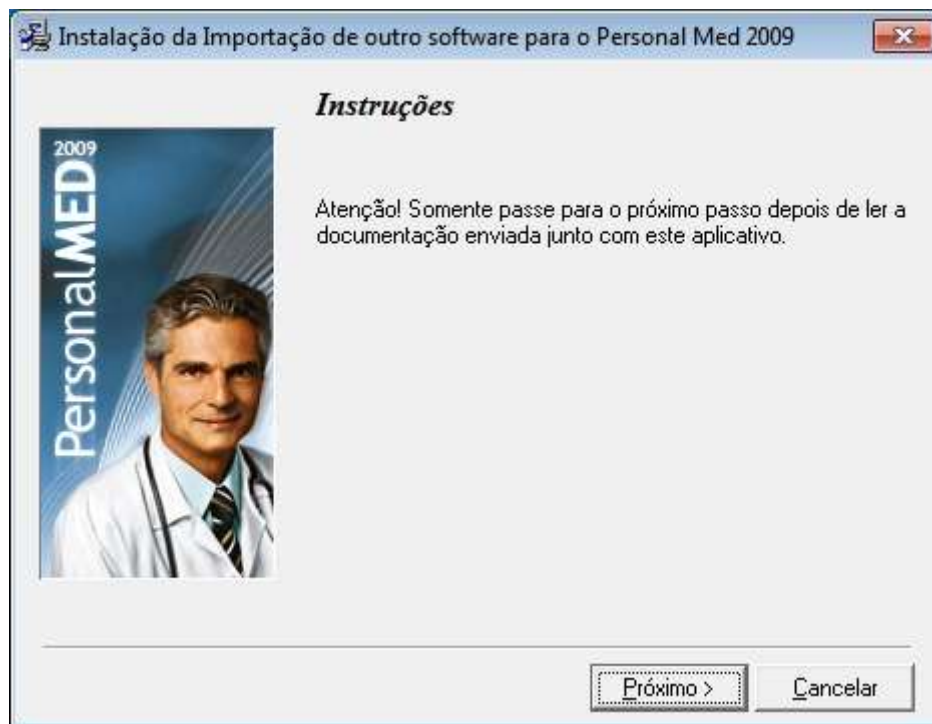 Instalação da Importação de outro software para o Personal Med 2009
Instruções
2009
PersonalMED
Atenção! Somente passe para o próximo passo depois de ler a
documentação enviada junto com este aplicativo.
Próximo >
Cancelar